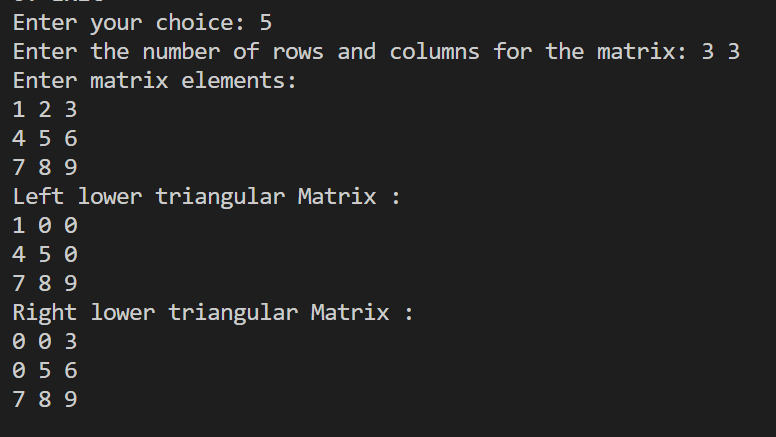 Enter your choice: 5
Enter the number of rows and columns for the matrix: 3 3
Enter matrix elements:
1 2 3
4 5 6
7 8 9
Left lower triangular Matrix :
1 0 0
4 5 0
7 8 9
Right lower triangular Matrix :
0 0 3
0 5 6
7 8 9